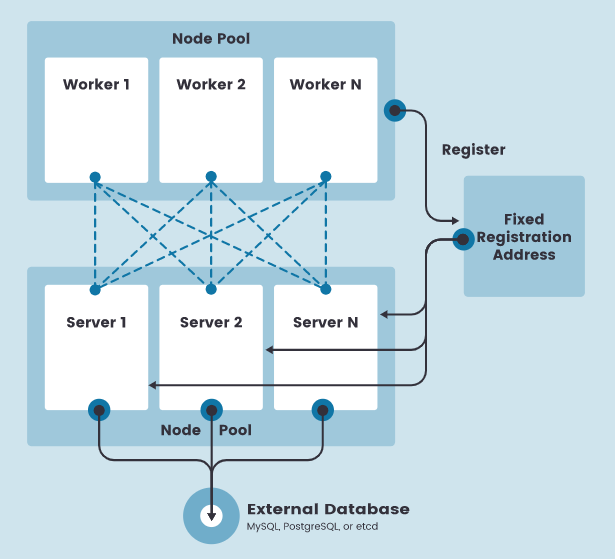 Node Pool
Worker 1
Worker 2
Worker N
Register
Fixed
Registration
Address
Server 1
Server 2
Server N
Node Pool
External Database
MySQL, PostgreSQL, or etcd